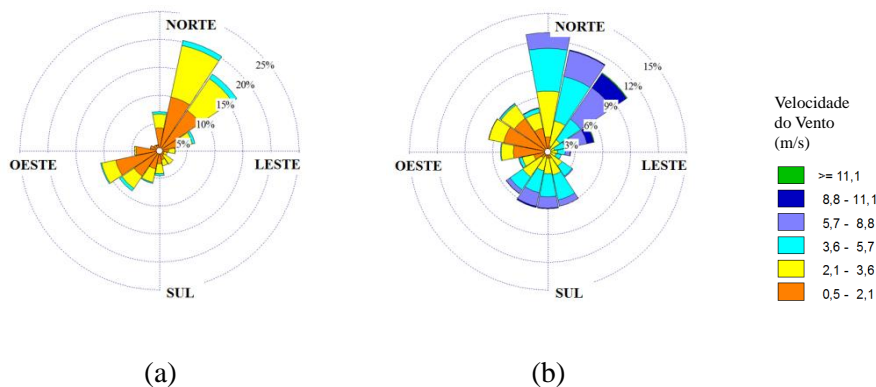 NORTE
25%
20%
15%
10%
5%
OESTE
LESTE
SUL
(a)
NORTE
15%
12%
9%
6%
3%
OESTE
LESTE
SUL
(b)
Velocidade
do Vento
(m/s)
>= 11,1
8,8 - 11,1
5,7 - 8,8
3,6 - 5,7
2,1 - 3,6
0,5 - 2,1